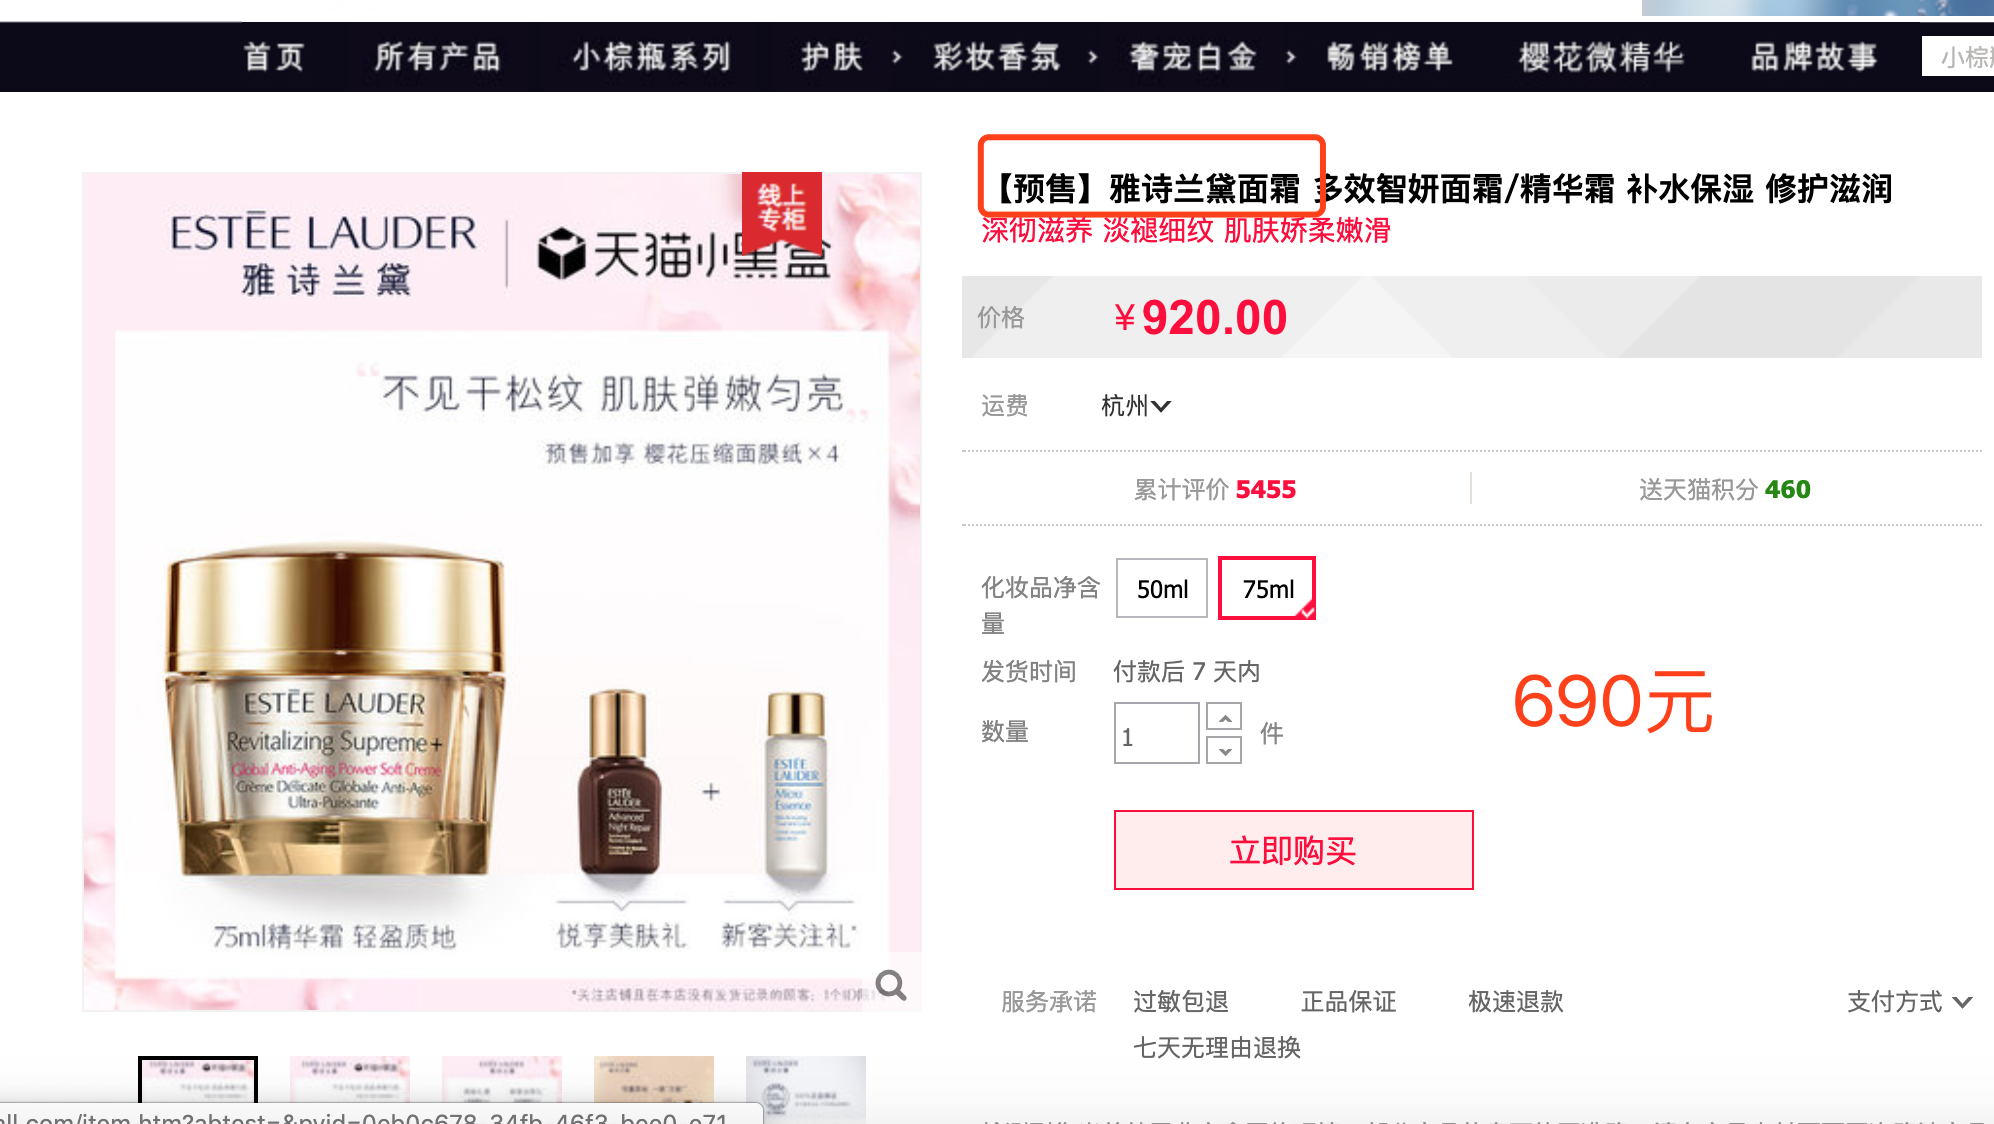 首页 所有产品 小棕瓶系列 护肤 › 彩妆香氛 › 奢宠白金 › 畅销榜单 樱花微精华 品牌故事 小棕
【预售】雅诗兰黛面霜 多效智妍面霜/精华霜 补水保湿 修护滋润
深彻滋养 淡褪细纹 肌肤娇柔嫩滑
线上
专柜
ESTĒE LAUDER
雅诗兰黛
天猫小黑盒
“不见干松纹 肌肤弹嫩匀亮”
预售加享 樱花压缩面膜纸×4
ESTĒE LAUDER
Revitalizing Supreme+
Global Anti-Aging Power Soft Creme
Crème Délicate Globale Anti-Age
Ultra-Puissante
ESTĒE
LAUDER
Advanced
Night Repair
+
ESTĒE
LAUDER
Micro
Essence
75ml精华霜 轻盈质地
悦享美肤礼
新客关注礼*
*关注店铺且在本店没有发货记录的顾客；1个ID限1
价格 ¥920.00
运费 杭州
累计评价 5455
送天猫积分 460
化妆品净含量 50ml 75ml
发货时间 付款后 7 天内
数量 1 件
690元
立即购买
服务承诺 过敏包退 正品保证 极速退款 支付方式
七天无理由退换